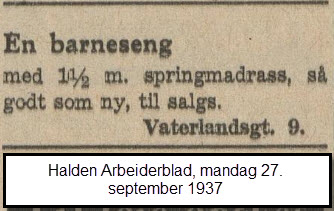 En barneseng
med 1½ m. springmadrass, så
godt som ny, til salgs.
Vaterlandsgt. 9.
Halden Arbeiderblad, mandag 27.
september 1937